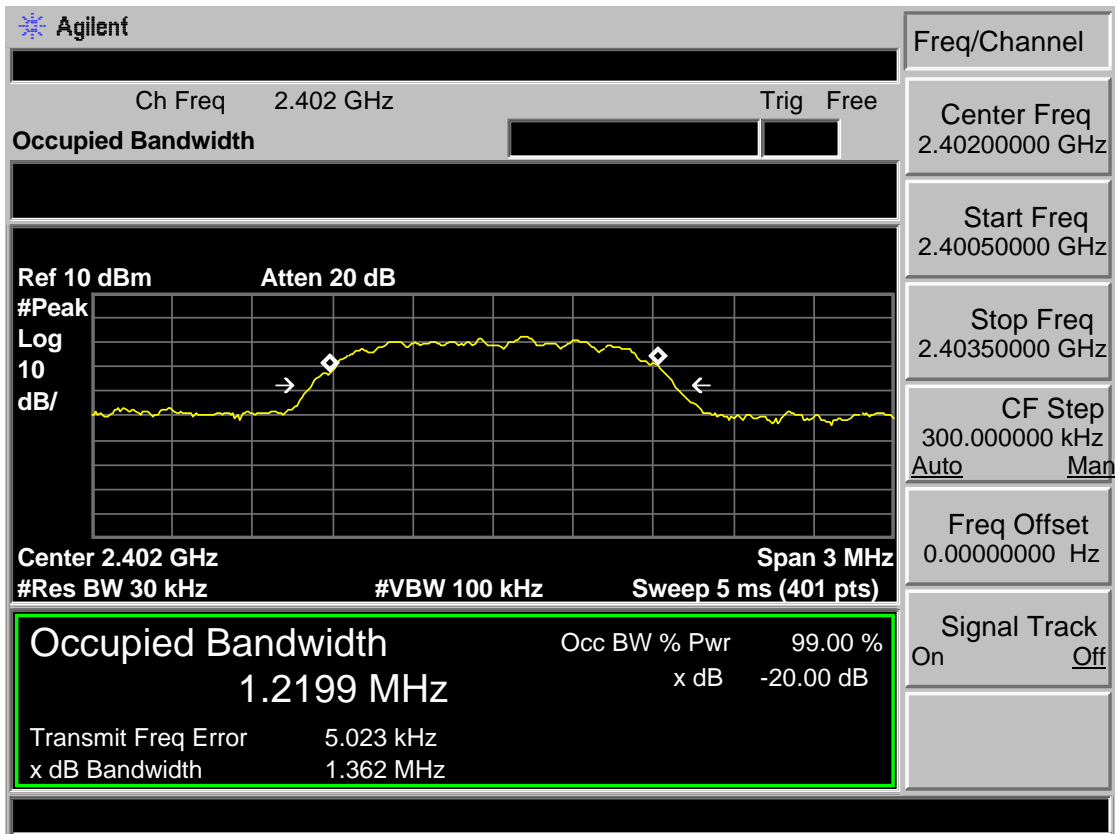 Agilent
Freq/Channel
Ch Freq 2.402 GHz Trig Free
Occupied Bandwidth
Center Freq
2.40200000 GHz
Start Freq
2.40050000 GHz
Stop Freq
2.40350000 GHz
CF Step
300.000000 kHz
Auto Man
Freq Offset
0.00000000 Hz
Signal Track
On Off
Ref 10 dBm Atten 20 dB
#Peak
Log
10
dB/
Center 2.402 GHz Span 3 MHz
#Res BW 30 kHz #VBW 100 kHz Sweep 5 ms (401 pts)
Occupied Bandwidth Occ BW % Pwr 99.00 %
1.2199 MHz x dB -20.00 dB
Transmit Freq Error 5.023 kHz
x dB Bandwidth 1.362 MHz